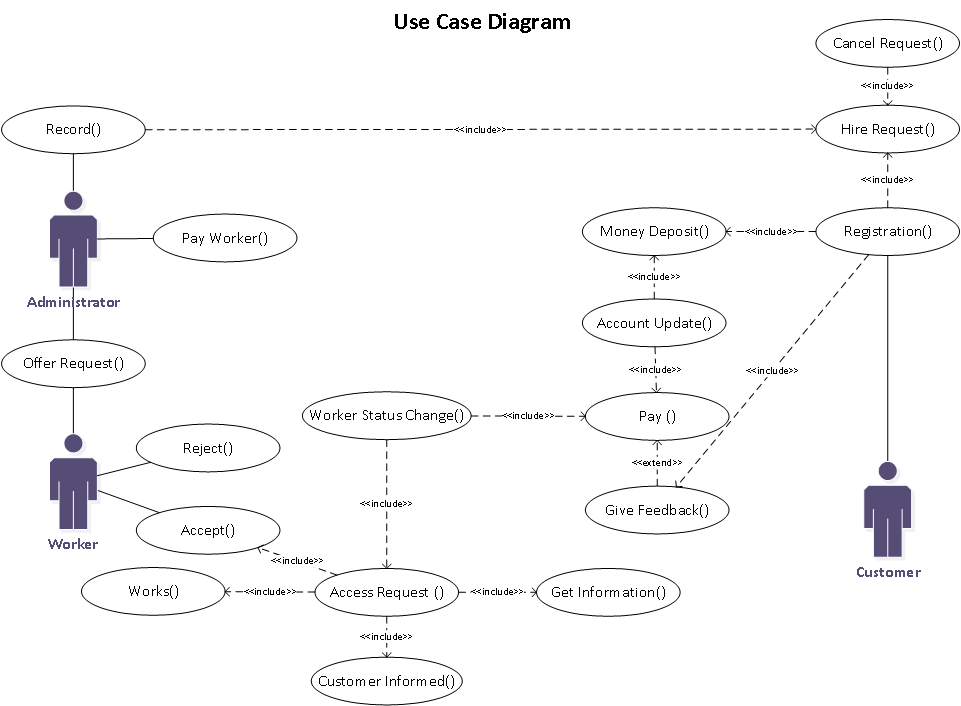 Use Case Diagram
Cancel Request()
<<include>>
Record()
<<include>>
Hire Request()
<<include>>
Pay Worker()
Money Deposit()
<<include>>
Registration()
<<include>>
Administrator
Account Update()
Offer Request()
<<include>>
<<include>>
Worker Status Change()
<<include>>
Pay ()
Reject()
<<extend>>
<<include>>
Give Feedback()
Accept()
Worker
<<include>>
Customer
Works()
<<include>>
Access Request ()
<<include>>
Get Information()
<<include>>
Customer Informed()